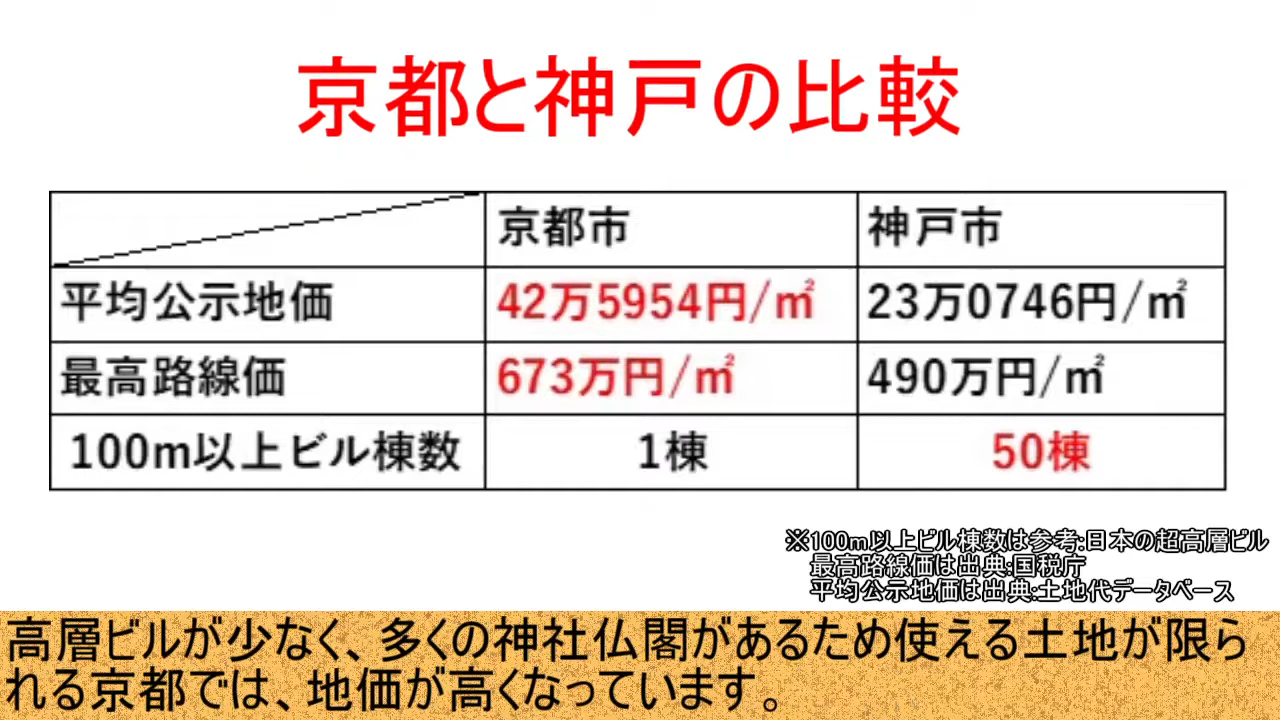 京都と神戸の比較
京都市 神戸市
平均公示地価 42万5954円/㎡ 23万0746円/㎡
最高路線価 673万円/㎡ 490万円/㎡
100m以上ビル棟数 1棟 50棟
※100m以上ビル棟数は参考:日本の超高層ビル
最高路線価は出典:国税庁
平均公示地価は出典:土地代データベース
高層ビルが少なく、多くの神社仏閣があるため使える土地が限ら
れる京都では、地価が高くなっています。